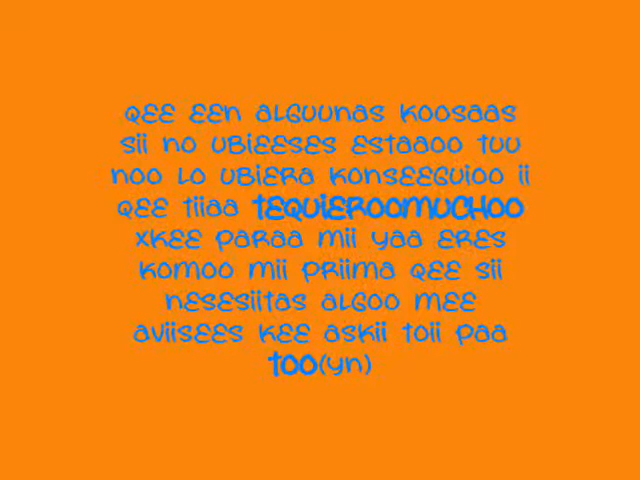 QEE EEn ALGUUNAS KOOSAAS
Sii NO UBIEESES ESTAAOO TUU
NOO LO UBIERA KONSEEGUIOO ii
QEE TiiAA TEQUIEROOMUCHOO
XKEE PARAA Mii YAA ERES
KOMOO Mii PRiiMA QEE Sii
NESESiiTAS ALGOO MEE
AViiSEES KEE ASKii TOii PAA
TOO(yn)